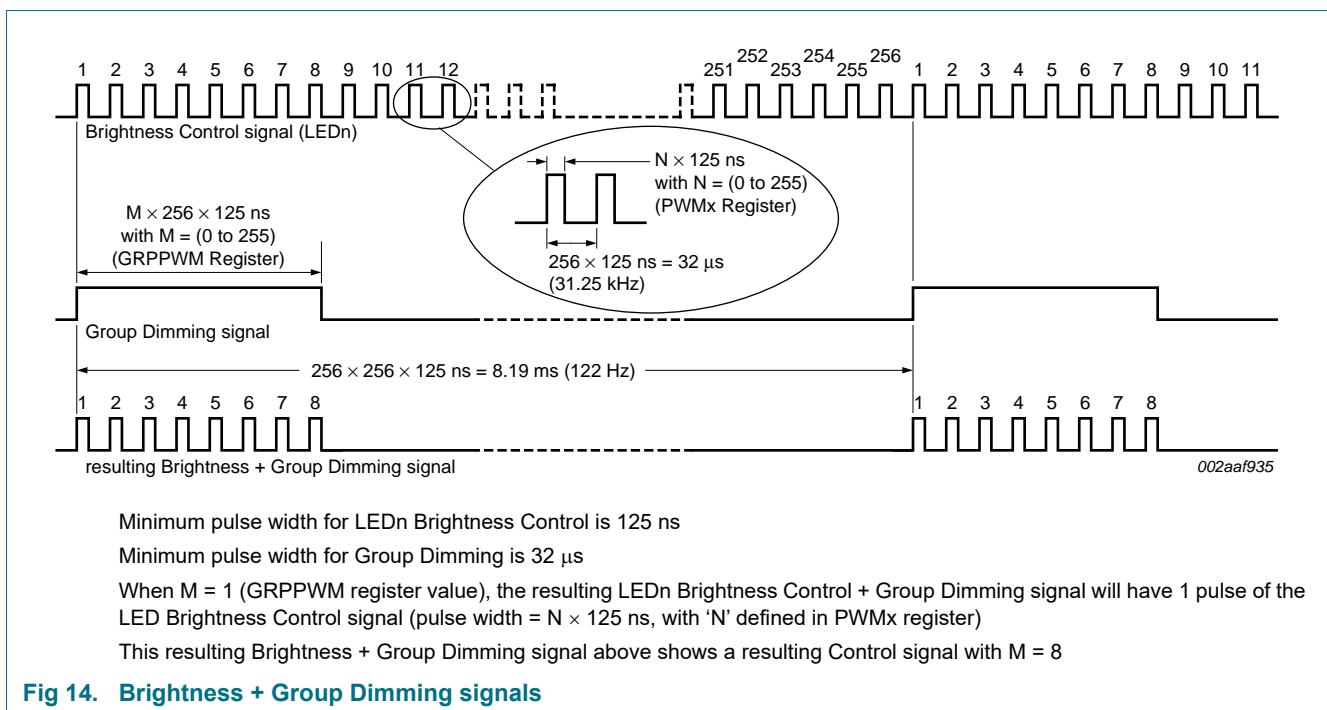 1 2 3 4 5 6 7 8 9 10 11 12 251 252 253 254 255 256 1 2 3 4 5 6 7 8 9 10 11
Brightness Control signal (LEDn)
N × 125 ns
with N = (0 to 255)
(PWMx Register)
256 × 125 ns = 32 μs
(31.25 kHz)
M × 256 × 125 ns
with M = (0 to 255)
(GRPPWM Register)
Group Dimming signal
256 × 256 × 125 ns = 8.19 ms (122 Hz)
1 2 3 4 5 6 7 8 1 2 3 4 5 6 7 8
resulting Brightness + Group Dimming signal
002aaf935
Minimum pulse width for LEDn Brightness Control is 125 ns
Minimum pulse width for Group Dimming is 32 μs
When M = 1 (GRPPWM register value), the resulting LEDn Brightness Control + Group Dimming signal will have 1 pulse of the
LED Brightness Control signal (pulse width = N × 125 ns, with ‘N’ defined in PWMx register)
This resulting Brightness + Group Dimming signal above shows a resulting Control signal with M = 8
Fig 14. Brightness + Group Dimming signals